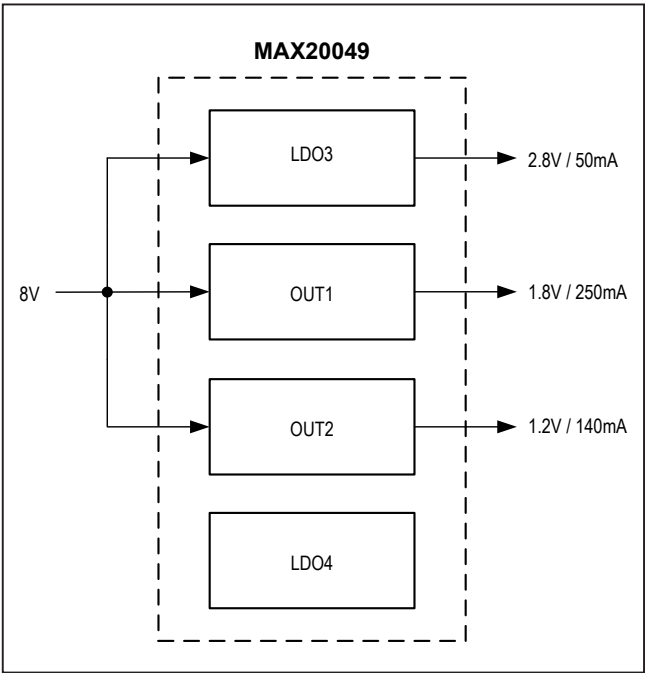 MAX20049
LDO3
2.8V / 50mA
8V
OUT1
1.8V / 250mA
OUT2
1.2V / 140mA
LDO4